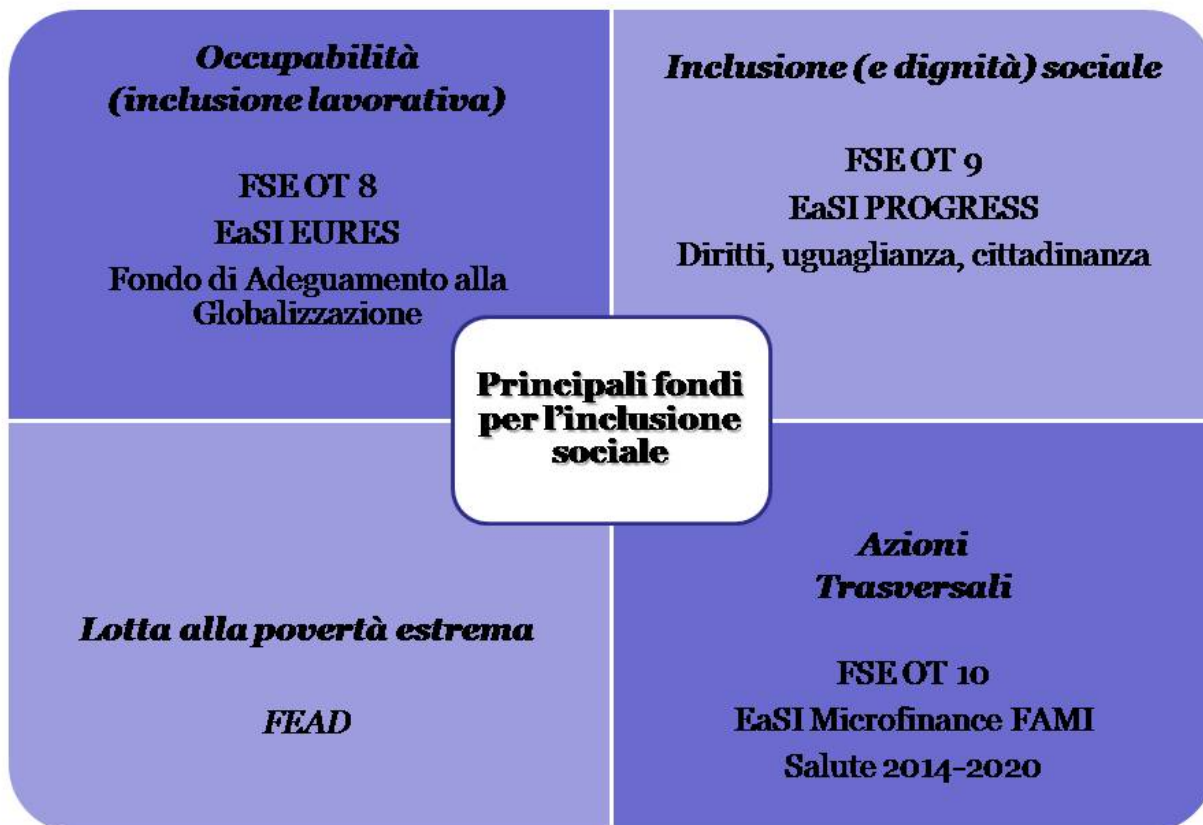 Occupabilità
(inclusione lavorativa)
FSE OT 8
EaSI EURES
Fondo di Adeguamento alla
Globalizzazione
Inclusione (e dignità) sociale
FSE OT 9
EaSI PROGRESS
Diritti, uguaglianza, cittadinanza
Principali fondi
per l'inclusione
sociale
Lotta alla povertà estrema
FEAD
Azioni
Trasversali
FSE OT 10
EaSI Microfinance FAMI
Salute 2014-2020